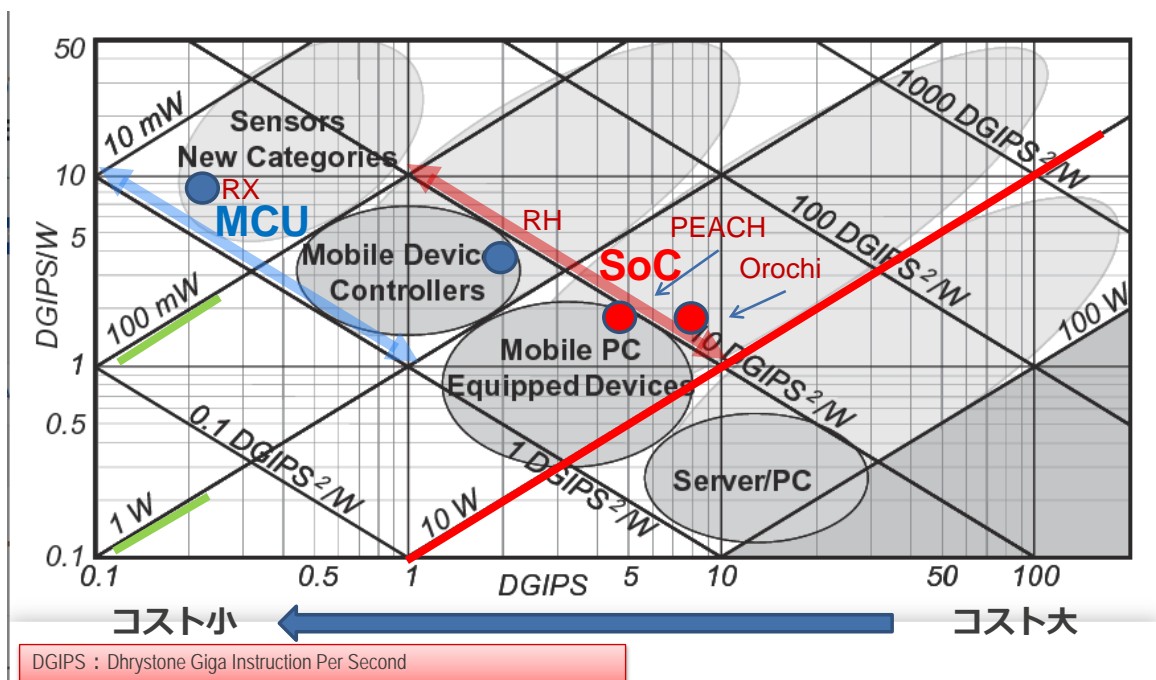 50
10
5
1
0.5
0.1
DGIPS/W
10 mW
100 mW
1 W
10 W
100 W
0.1 DGIPS²/W
1 DGIPS²/W
10 DGIPS²/W
100 DGIPS²/W
1000 DGIPS²/W
Sensors
New Categories
RX
MCU
Mobile Devic
Controllers
RH
SoC
PEACH
Orochi
Mobile PC
Equipped Devices
Server/PC
0.1
0.5
1
DGIPS
5
10
50
100
コスト小
コスト大
DGIPS：Dhrystone Giga Instruction Per Second